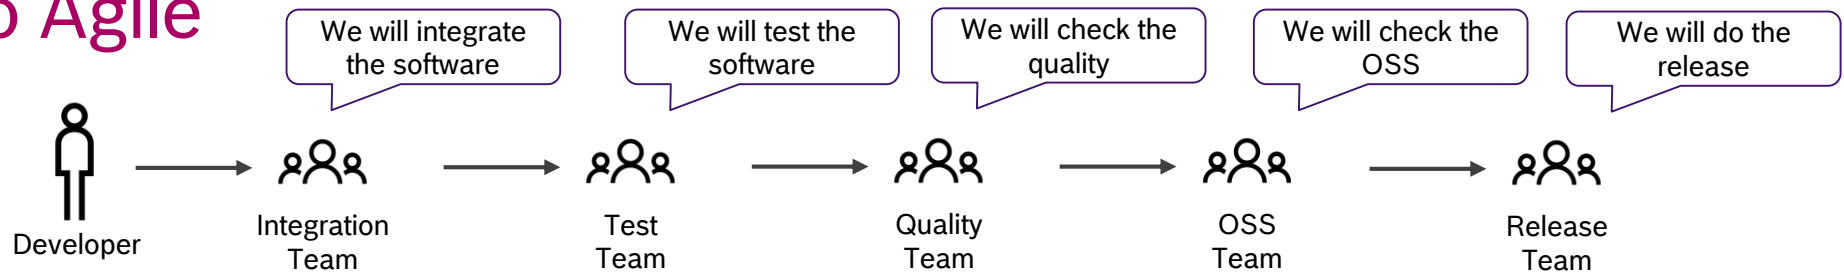 Agile
We will integrate
the software
We will test the
software
We will check the
quality
We will check the
OSS
We will do the
release
Developer
Integration
Team
Test
Team
Quality
Team
OSS
Team
Release
Team